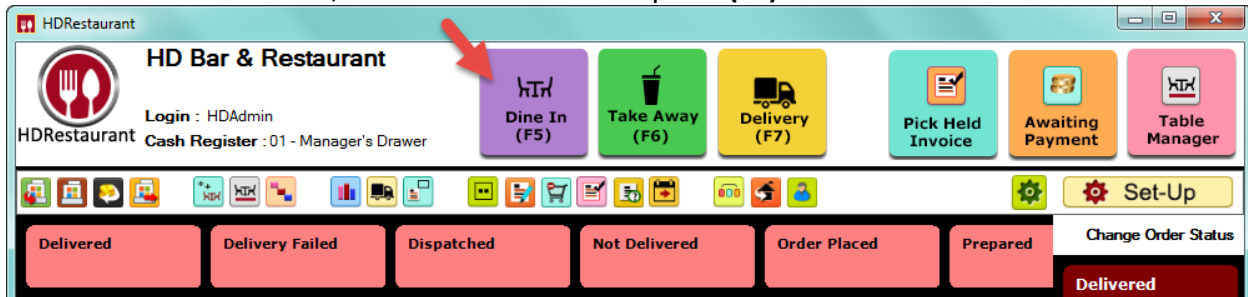 HDRestaurant
HD Bar & Restaurant
Login : HDAdmin
HDRestaurant
Cash Register : 01 - Manager's Drawer
Dine In
(F5)
Take Away
(F6)
Delivery
(F7)
Pick Held
Invoice
Awaiting
Payment
Table
Manager
Set-Up
Delivered
Delivery Failed
Dispatched
Not Delivered
Order Placed
Prepared
Change Order Status
Delivered